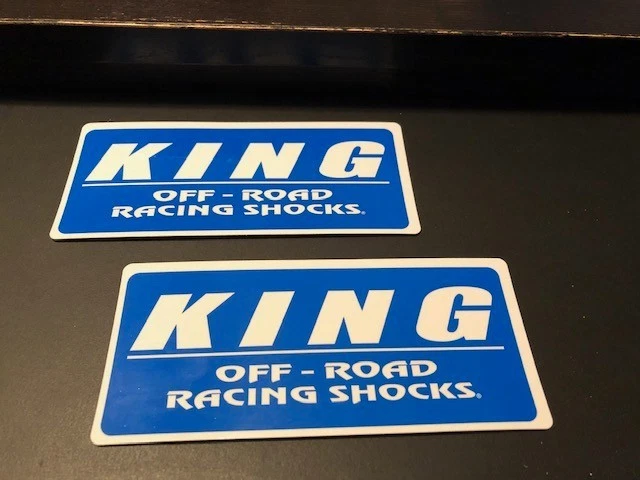 KING
OFF - ROAD
RACING SHOCKS®
KING
OFF - ROAD
RACING SHOCKS®